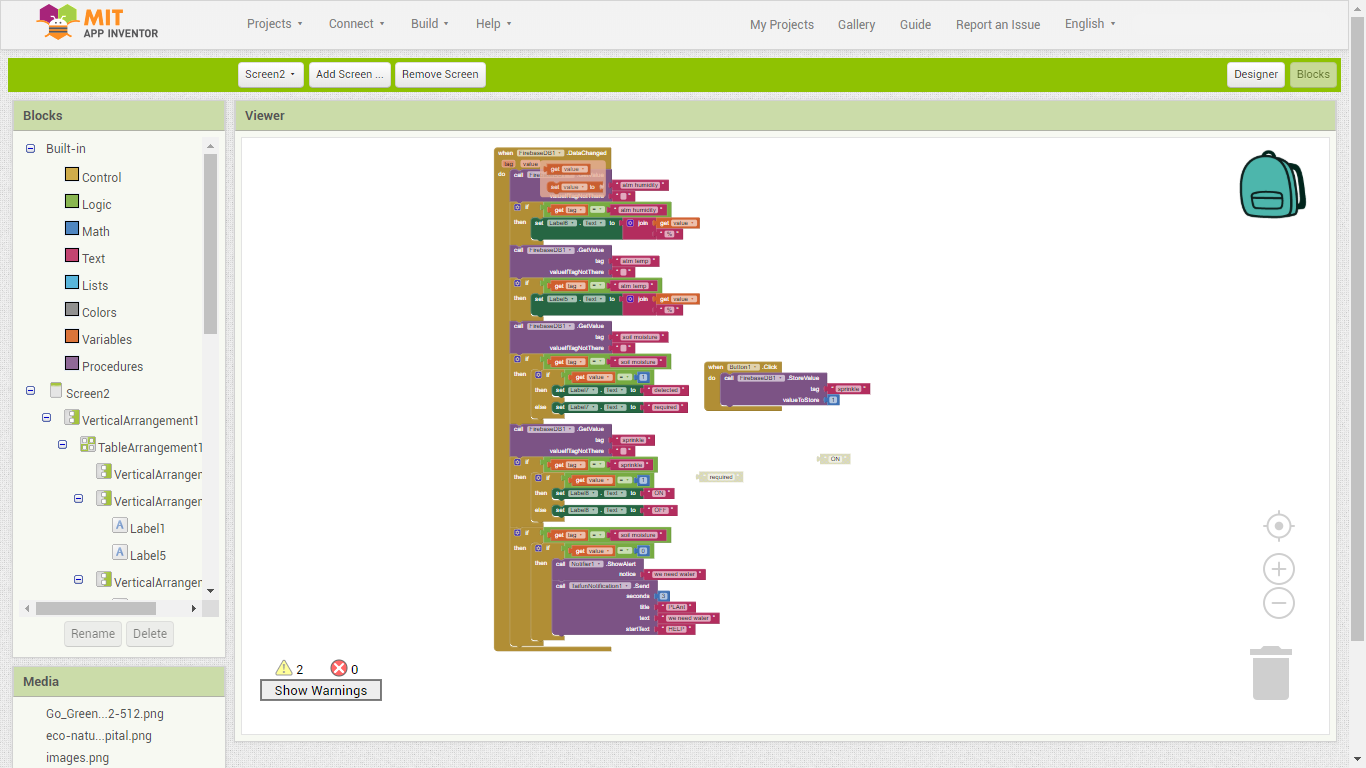 MIT
APP INVENTOR
Projects Connect Build Help My Projects Gallery Guide Report an Issue English
Screen2 Add Screen ... Remove Screen Designer Blocks
Blocks
Built-in
Control
Logic
Math
Text
Lists
Colors
Variables
Procedures
Screen2
VerticalArrangement1
TableArrangement1
VerticalArranger
VerticalArranger
Label1
Label5
VerticalArranger
Rename Delete
Media
Go_Green...2-512.png
eco-natu...pital.png
images.png
Viewer
when FirebaseDB1 .DataChanged
tag value
get value
do call
set value to
" alm humidity "
if get tag = " alm humidity "
then set Label6 . Text to join get value
" % "
call FirebaseDB1 .GetValue
tag " alm temp "
valueIfTagNotThere " "
if get tag = " alm temp "
then set Label5 . Text to join get value
" % "
call FirebaseDB1 .GetValue
tag " soil moisture "
valueIfTagNotThere " "
if get tag = " soil moisture "
then if get value = 1
then set Label7 . Text to " detected "
else set Label7 . Text to " required "
call FirebaseDB1 .GetValue
tag " sprinkle "
valueIfTagNotThere " "
if get tag = " sprinkle "
then if get value = 1
then set Label8 . Text to " ON "
else set Label8 . Text to " OFF "
if get tag = " soil moisture "
then if get value = 0
then call Notifier1 .ShowAlert
notice " we need water "
call TaifunNotification1 .Send
seconds 3
title " PLAnt "
text " we need water "
startText " HELP "
when Button1 .Click
do call FirebaseDB1 .StoreValue
tag " sprinkle "
valueToStore 1
" ON "
" required "
2 0
Show Warnings